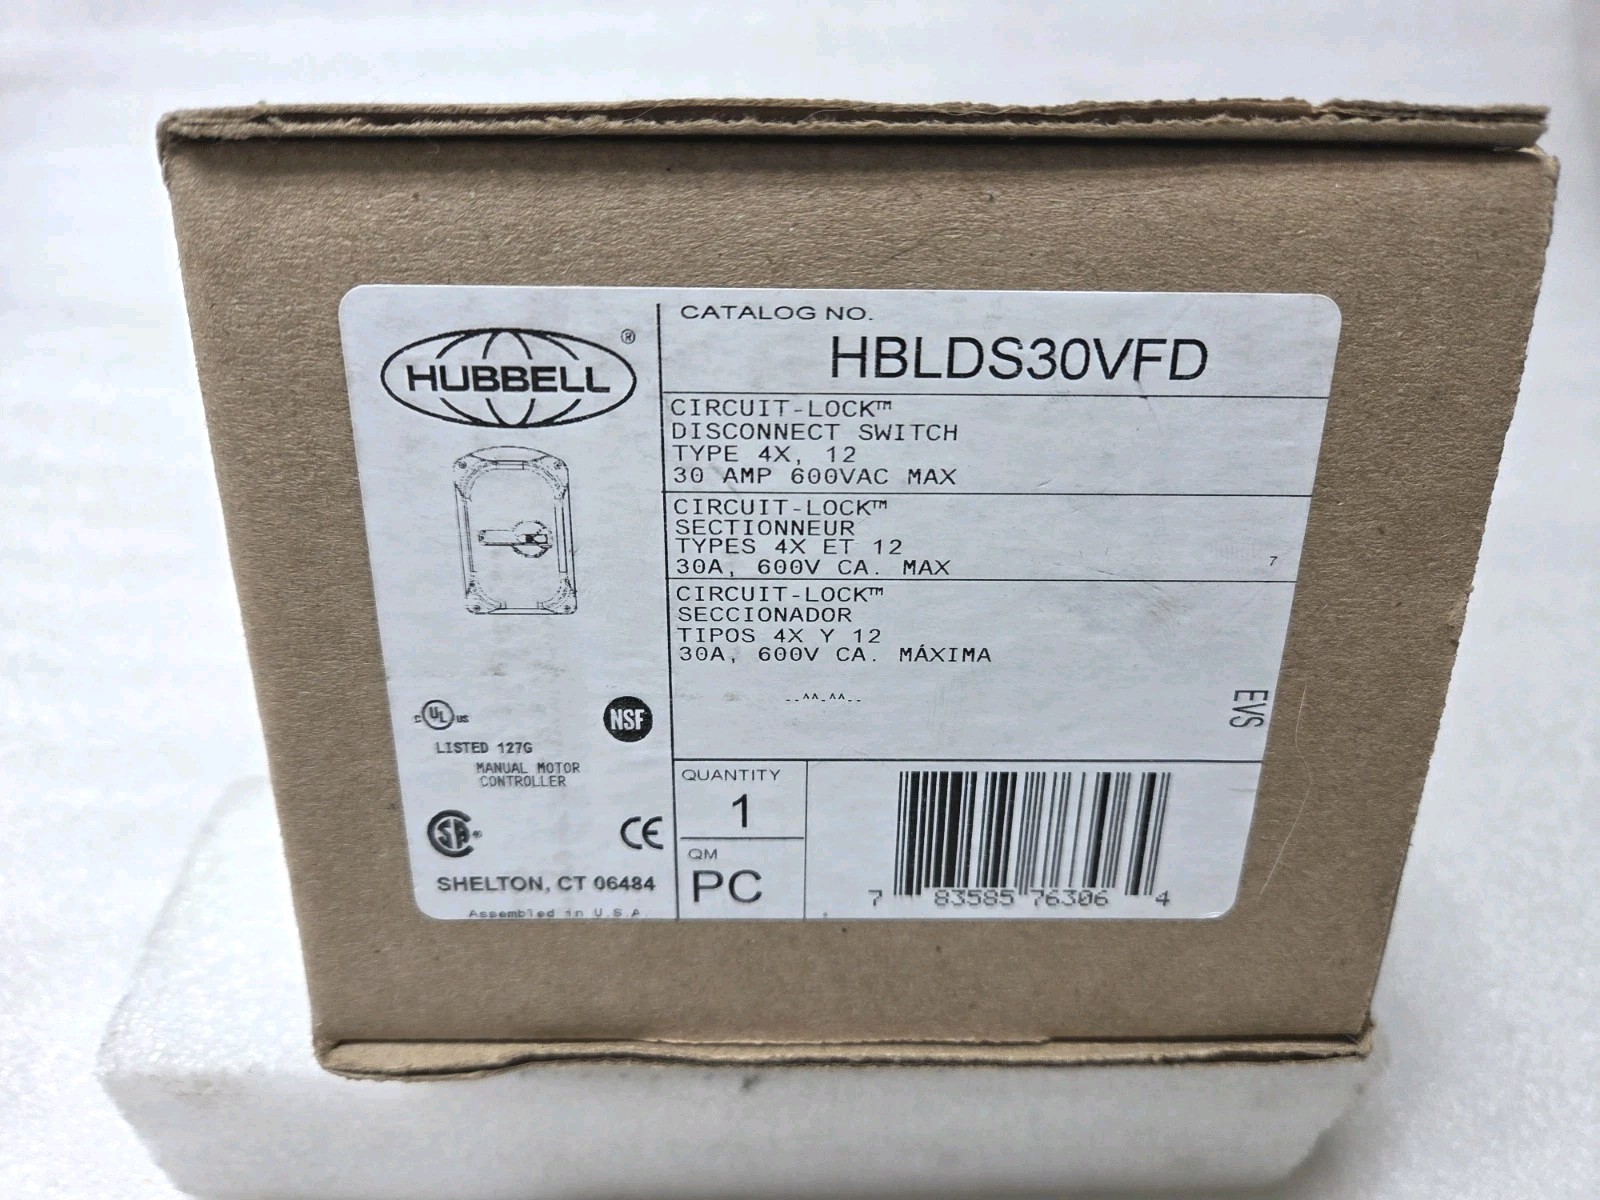 HUBBELL®
CATALOG NO.
HBLDS30VFD
CIRCUIT-LOCK™
DISCONNECT SWITCH
TYPE 4X, 12
30 AMP 600VAC MAX
CIRCUIT-LOCK™
SECTIONNEUR
TYPES 4X ET 12
30A, 600V CA. MAX
7
CIRCUIT-LOCK™
SECCIONADOR
TIPOS 4X Y 12
30A, 600V CA. MÁXIMA
--^^-^^--
EVS
c UL us
NSF
LISTED 127G
MANUAL MOTOR
CONTROLLER
SA®
CE
SHELTON, CT 06484
Assembled in U.S.A.
QUANTITY
1
QM
PC
7 83585 76306 4